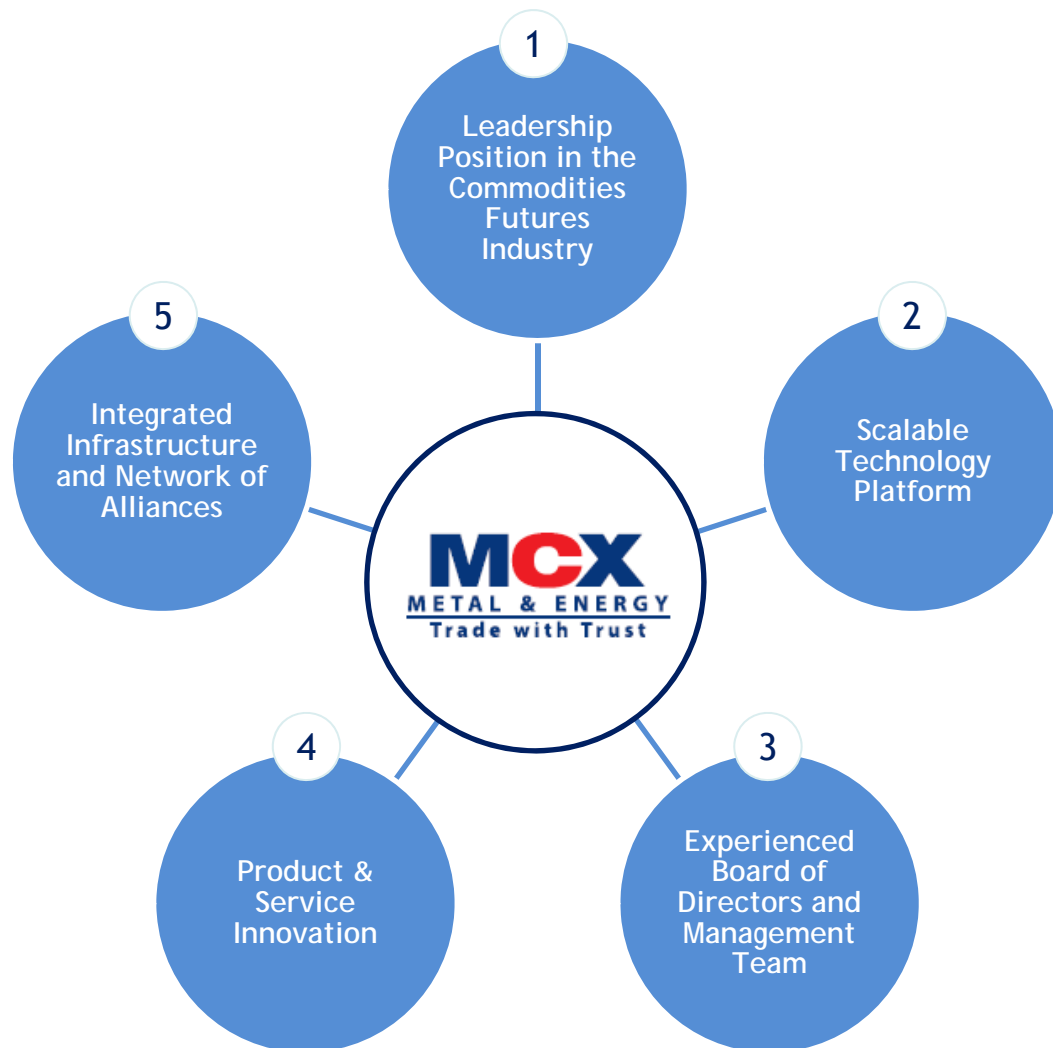 1
Leadership
Position in the
Commodities
Futures
Industry
2
Scalable
Technology
Platform
3
Experienced
Board of
Directors and
Management
Team
4
Product &
Service
Innovation
5
Integrated
Infrastructure
and Network of
Alliances
MCX
METAL & ENERGY
Trade with Trust